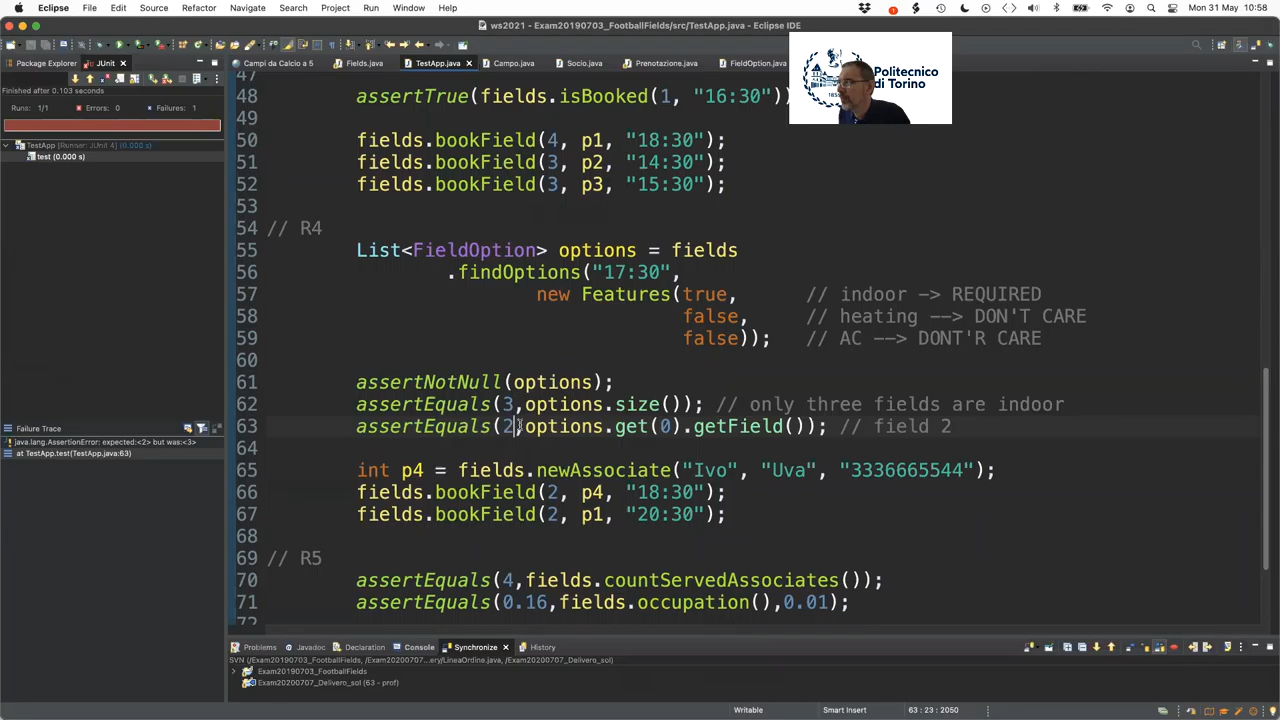 Eclipse File Edit Source Refactor Navigate Search Project Run Window Help Mon 31 May 10:58
ws2021 - Exam20190703_FootballFields/src/TestApp.java - Eclipse IDE
Package Explorer JUnit
Campi da Calcio a 5 Fields.java TestApp.java Campo.java Socio.java Prenotazione.java FieldOption.java
Politecnico
di Torino
Finished after 0.103 seconds
Runs: 1/1 Errors: 0 Failures: 1
TestApp [Runner: JUnit 4] (0.000 s)
test (0.000 s)
47
48 assertTrue(fields.isBooked(1, "16:30"))
49
50 fields.bookField(4, p1, "18:30");
51 fields.bookField(3, p2, "14:30");
52 fields.bookField(3, p3, "15:30");
53
54 // R4
55 List<FieldOption> options = fields
56 .findOptions("17:30",
57 new Features(true, // indoor -> REQUIRED
58 false, // heating --> DON'T CARE
59 false)); // AC --> DONT'R CARE
60
61 assertNotNull(options);
62 assertEquals(3,options.size()); // only three fields are indoor
63 assertEquals(2,options.get(0).getField()); // field 2
64
65 int p4 = fields.newAssociate("Ivo", "Uva", "3336665544");
66 fields.bookField(2, p4, "18:30");
67 fields.bookField(2, p1, "20:30");
68
69 // R5
70 assertEquals(4,fields.countServedAssociates());
71 assertEquals(0.16,fields.occupation(),0.01);
72
Failure Trace
java.lang.AssertionError: expected:<2> but was:<3>
at TestApp.test(TestApp.java:63)
Problems Javadoc Declaration Console Synchronize History
SVN (/Exam20190703_FootballFields, /Exam20200707_Delivero_sol)
Exam20190703_FootballFields
Exam20200707_Delivero_sol (63 - prof)
Writable Smart Insert 63 : 23 : 2050